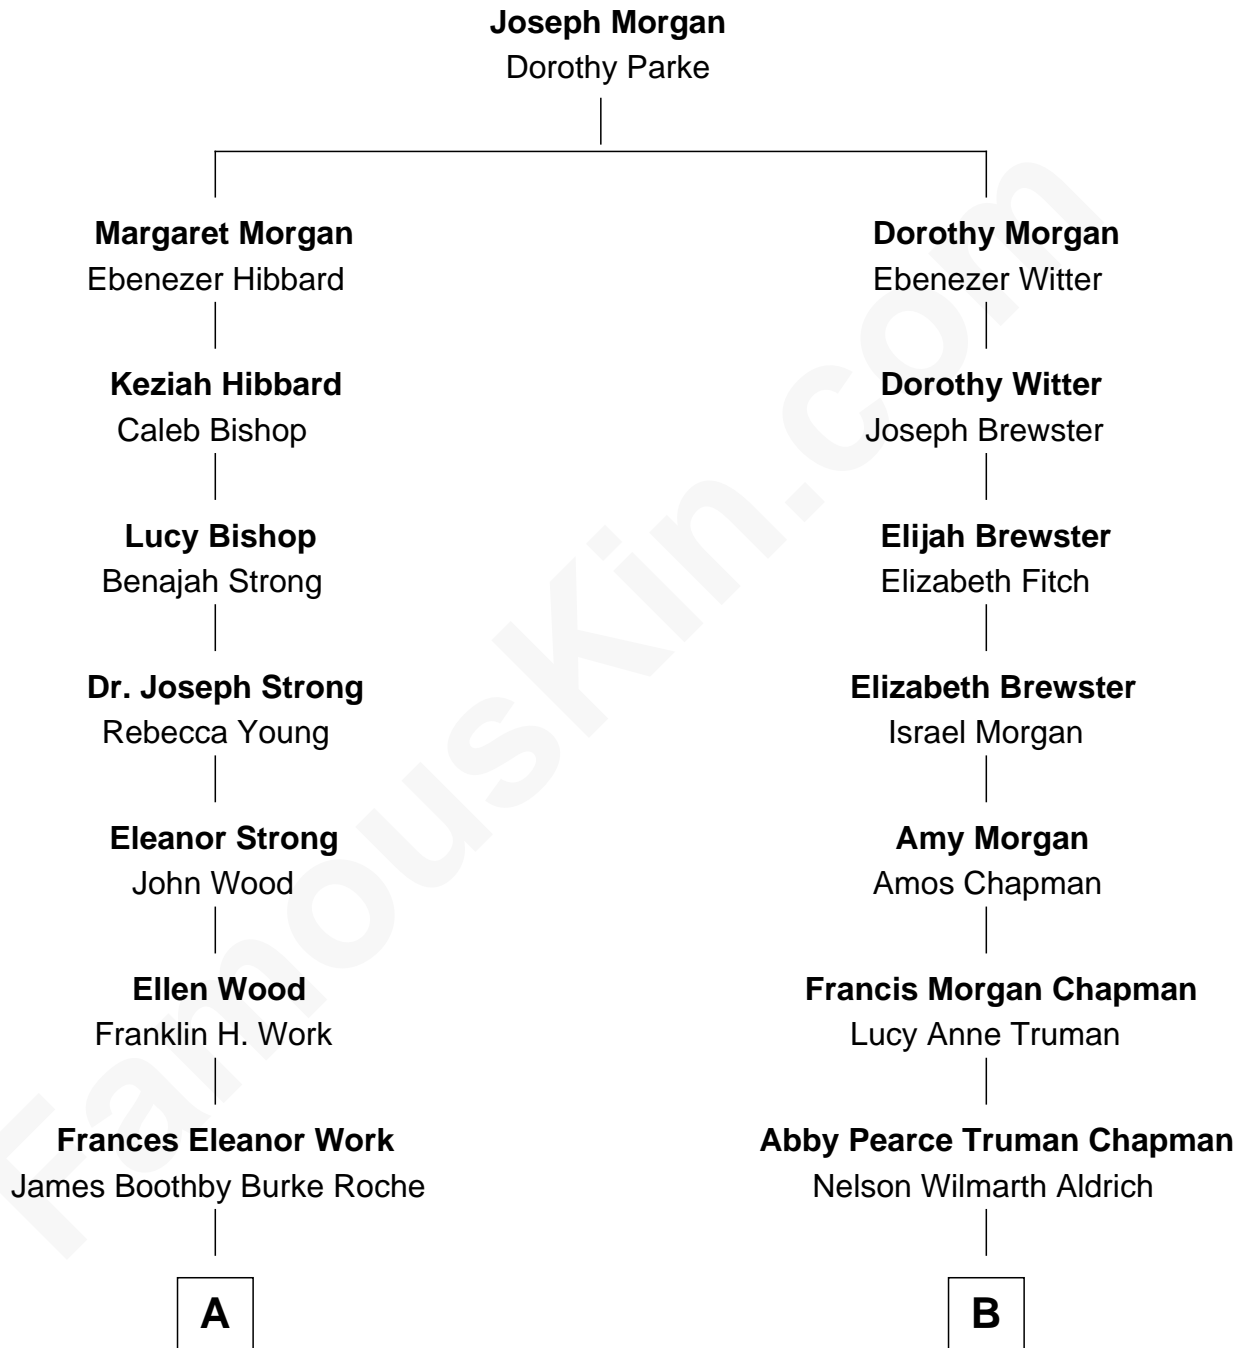 Joseph Morgan
Dorothy Parke
Margaret Morgan
Ebenezer Hibbard
Keziah Hibbard
Caleb Bishop
Lucy Bishop
Benajah Strong
Dr. Joseph Strong
Rebecca Young
Eleanor Strong
John Wood
Ellen Wood
Franklin H. Work
Frances Eleanor Work
James Boothby Burke Roche
A
Dorothy Morgan
Ebenezer Witter
Dorothy Witter
Joseph Brewster
Elijah Brewster
Elizabeth Fitch
Elizabeth Brewster
Israel Morgan
Amy Morgan
Amos Chapman
Francis Morgan Chapman
Lucy Anne Truman
Abby Pearce Truman Chapman
Nelson Wilmarth Aldrich
B
FamousKin.com